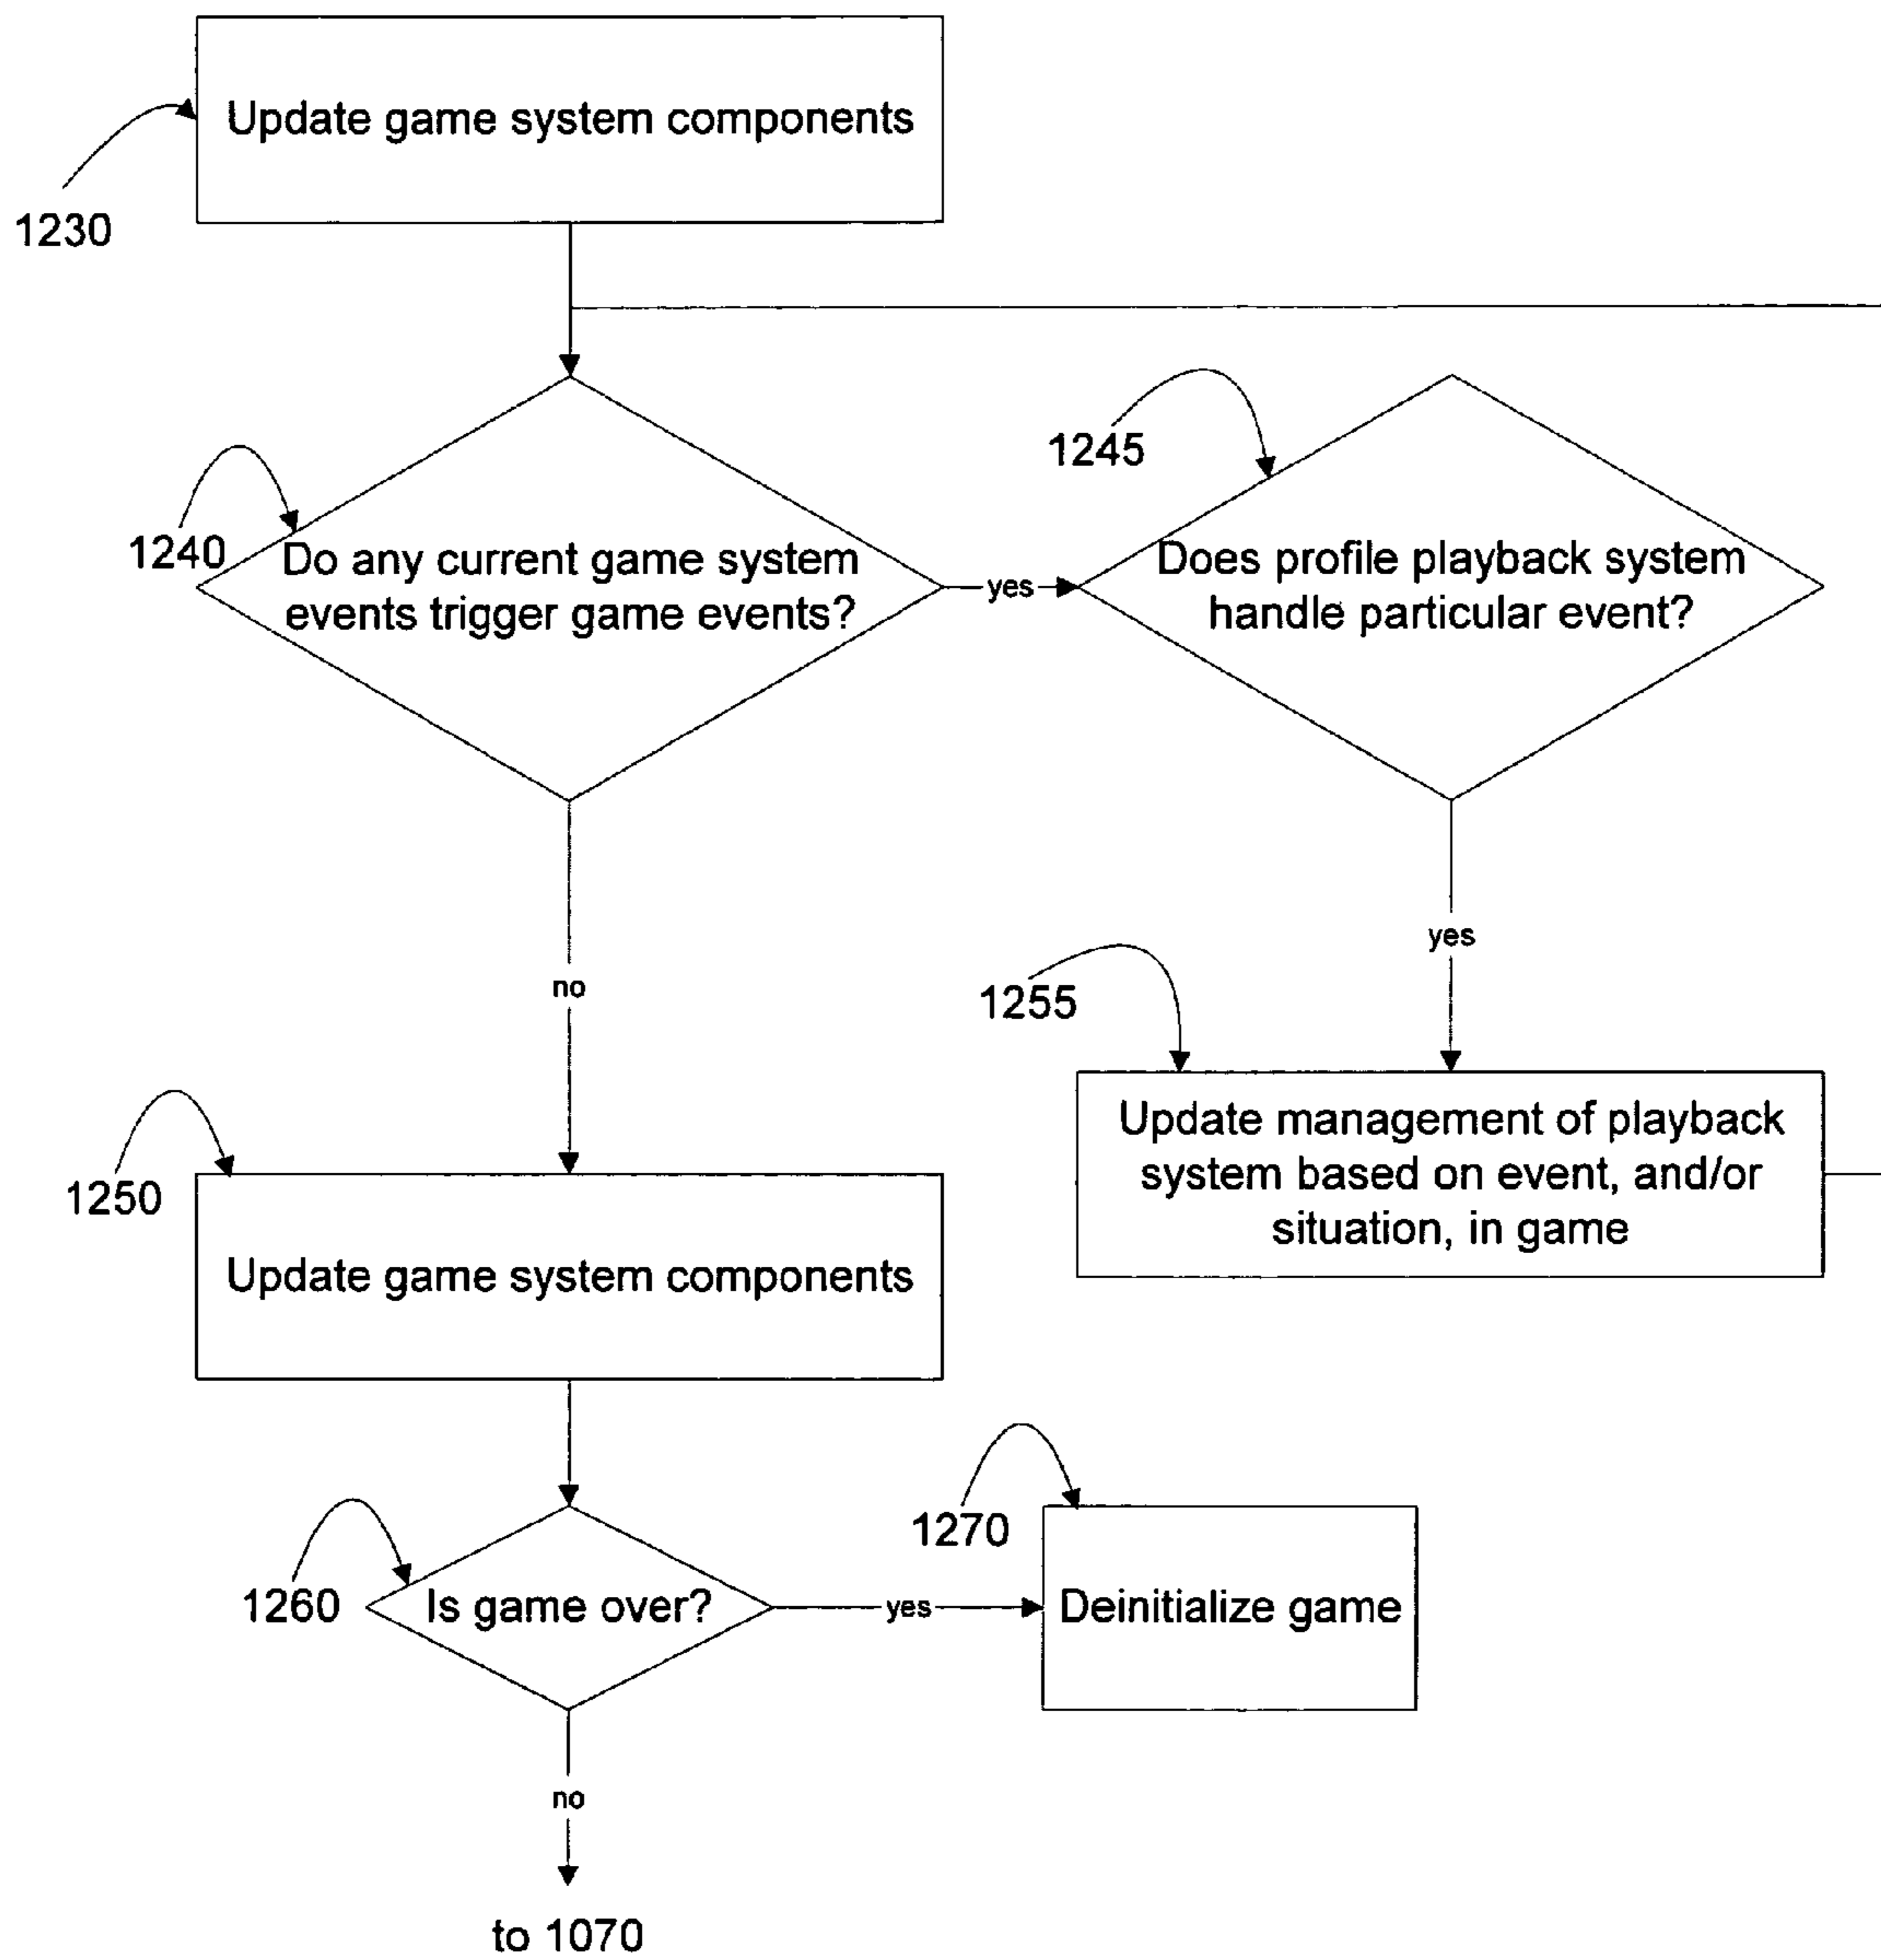 Update game system components
1230
1240
Do any current game system
events trigger game events?
yes
1245
Does profile playback system
handle particular event?
yes
no
1255
Update management of playback
system based on event, and/or
situation, in game
1250
Update game system components
1260
Is game over?
yes
1270
Deinitialize game
no
to 1070